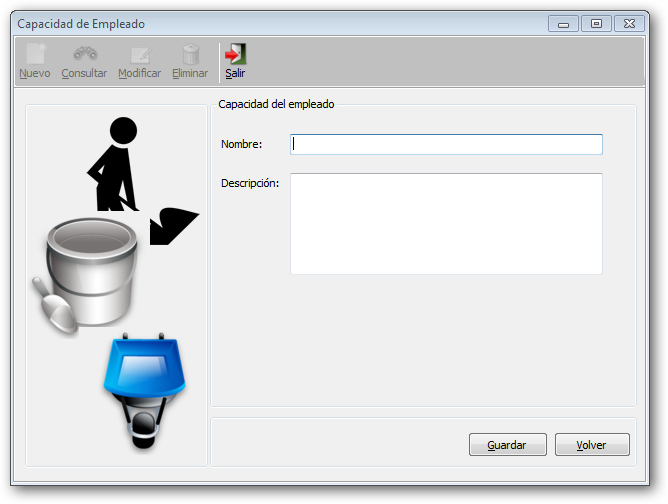 Capacidad de Empleado
Nuevo Consultar Modificar Eliminar Salir
Capacidad del empleado
Nombre:
Descripción:
Guardar Volver